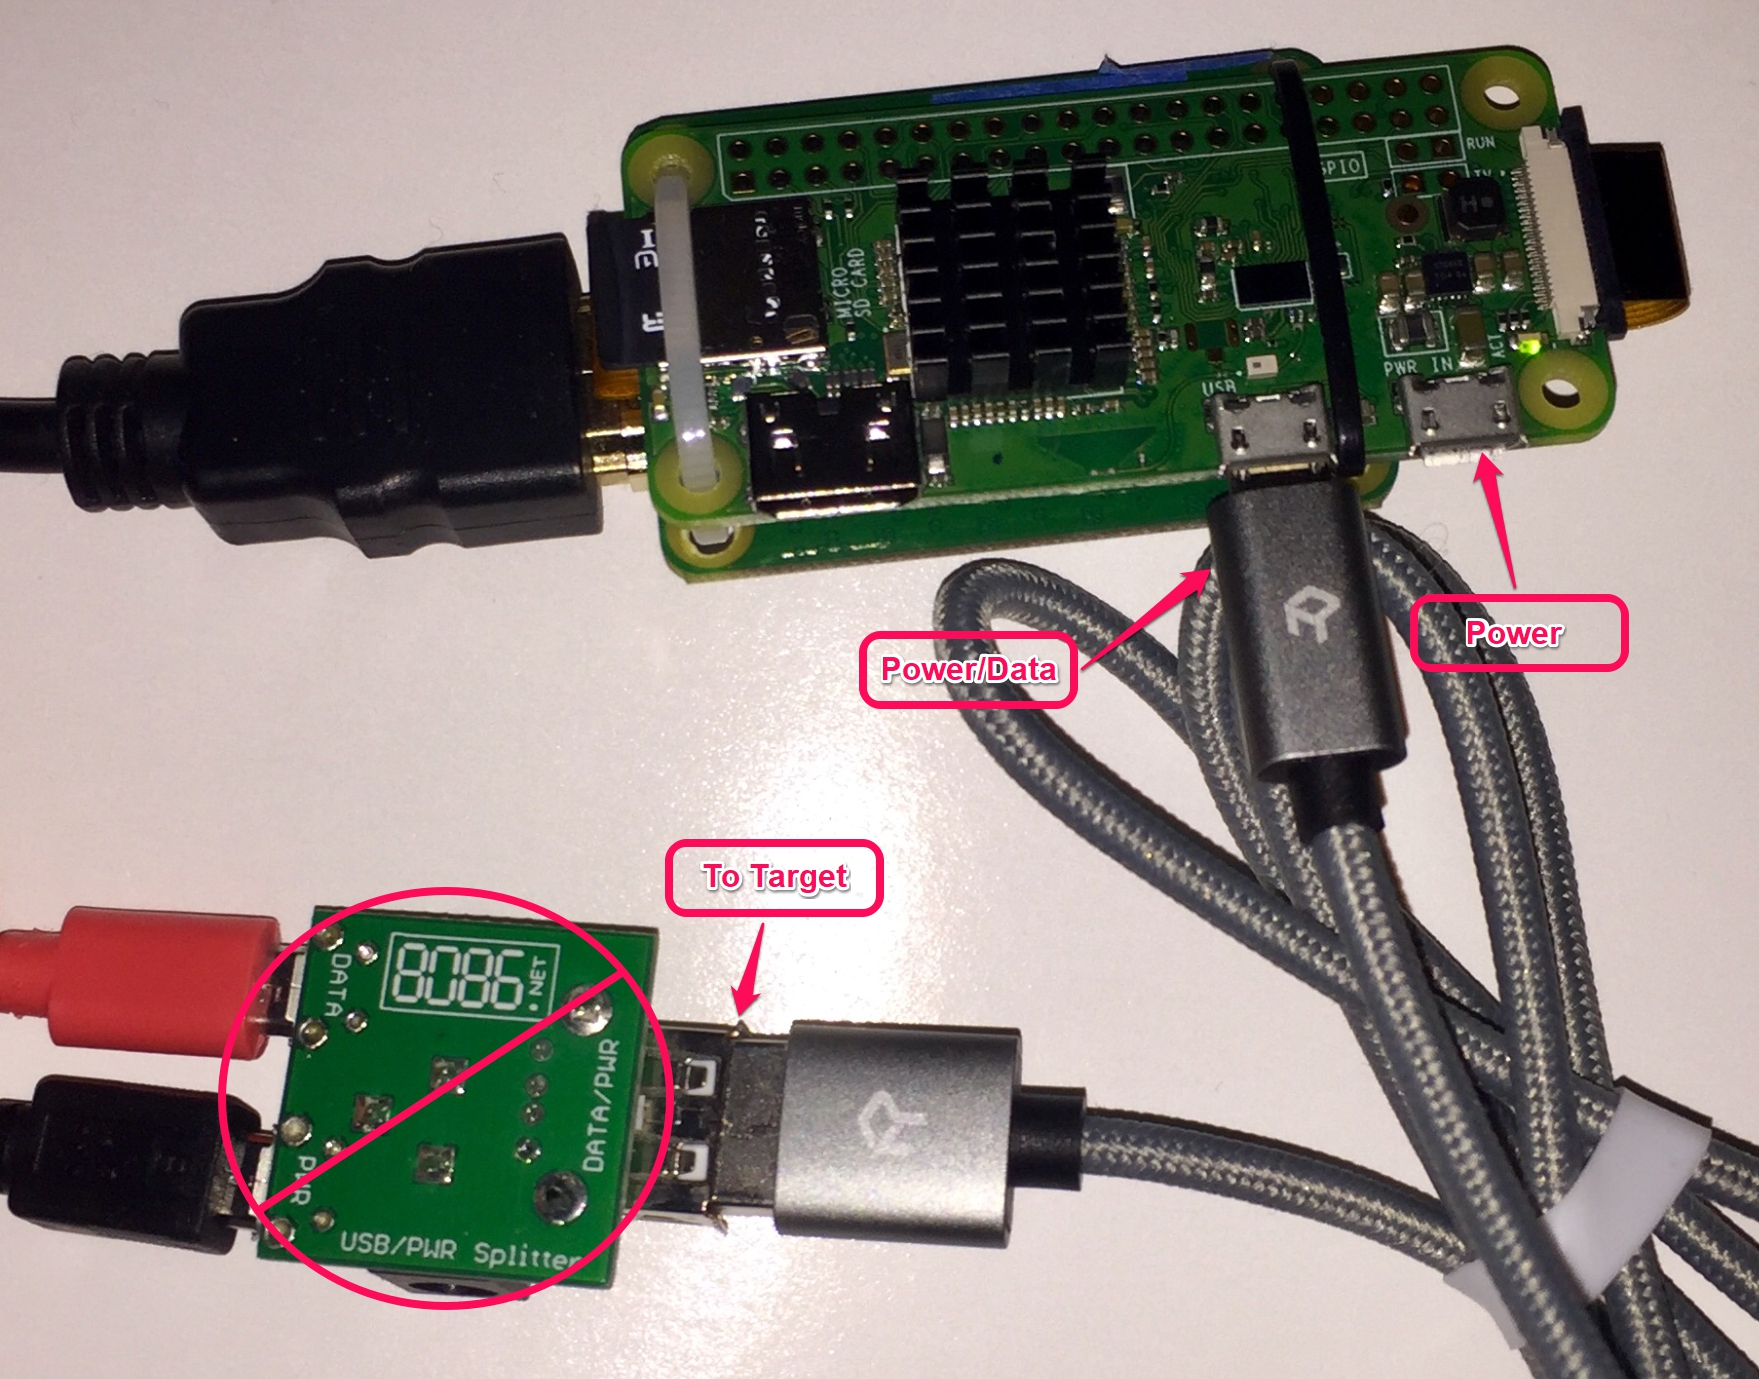 RUN
TV
GPIO
H
MICRO
SD CARD
USB
PWR IN
ACT
Power/Data
Power
To Target
DATA
8086
.NET
DATA/PWR
PWR
USB/PWR Splitter